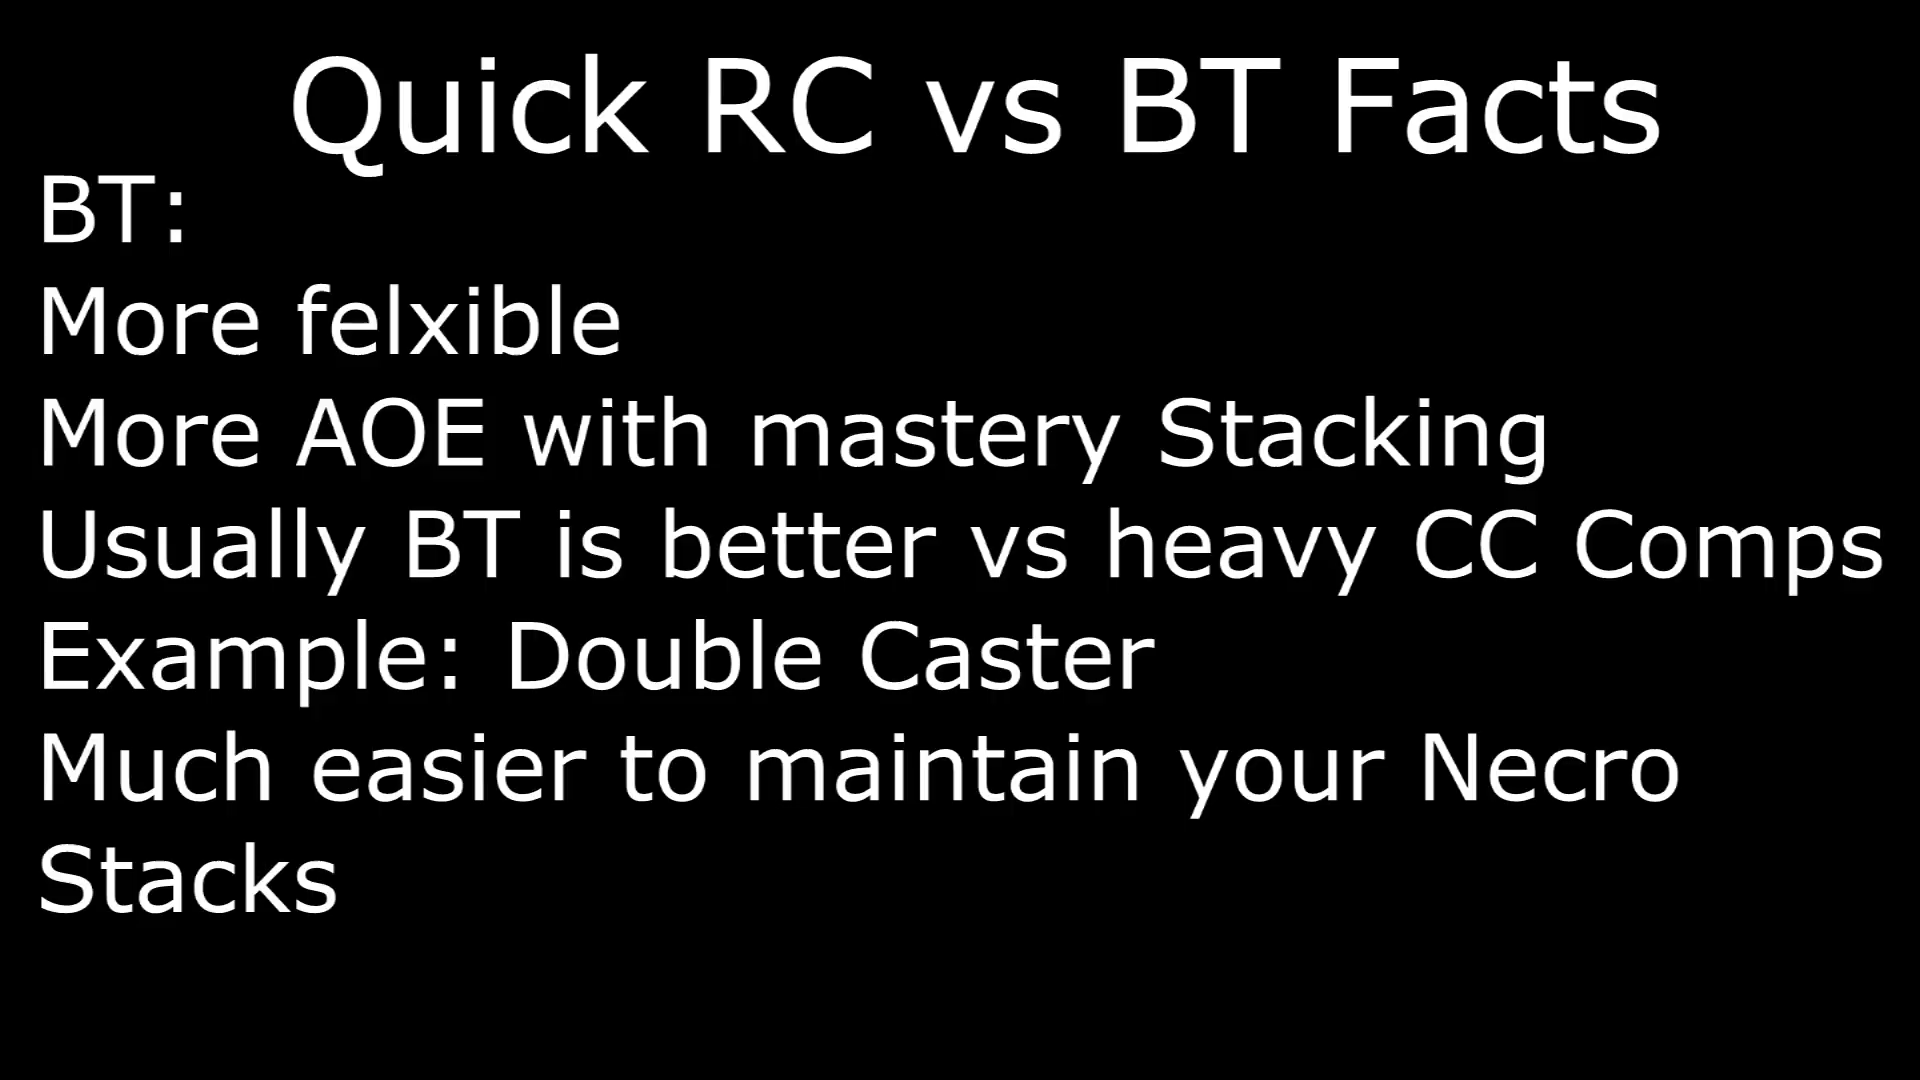 Quick RC vs BT Facts
BT:
More felxible
More AOE with mastery Stacking
Usually BT is better vs heavy CC Comps
Example: Double Caster
Much easier to maintain your Necro
Stacks